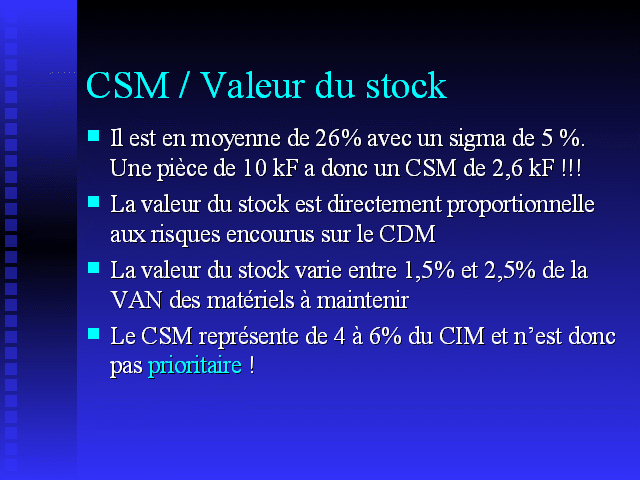 CSM / Valeur du stock
Il est en moyenne de 26% avec un sigma de 5 %.
Une pièce de 10 kF a donc un CSM de 2,6 kF !!!
La valeur du stock est directement proportionnelle
aux risques encourus sur le CDM
La valeur du stock varie entre 1,5% et 2,5% de la
VAN des matériels à maintenir
Le CSM représente de 4 à 6% du CIM et n’est donc
pas prioritaire !